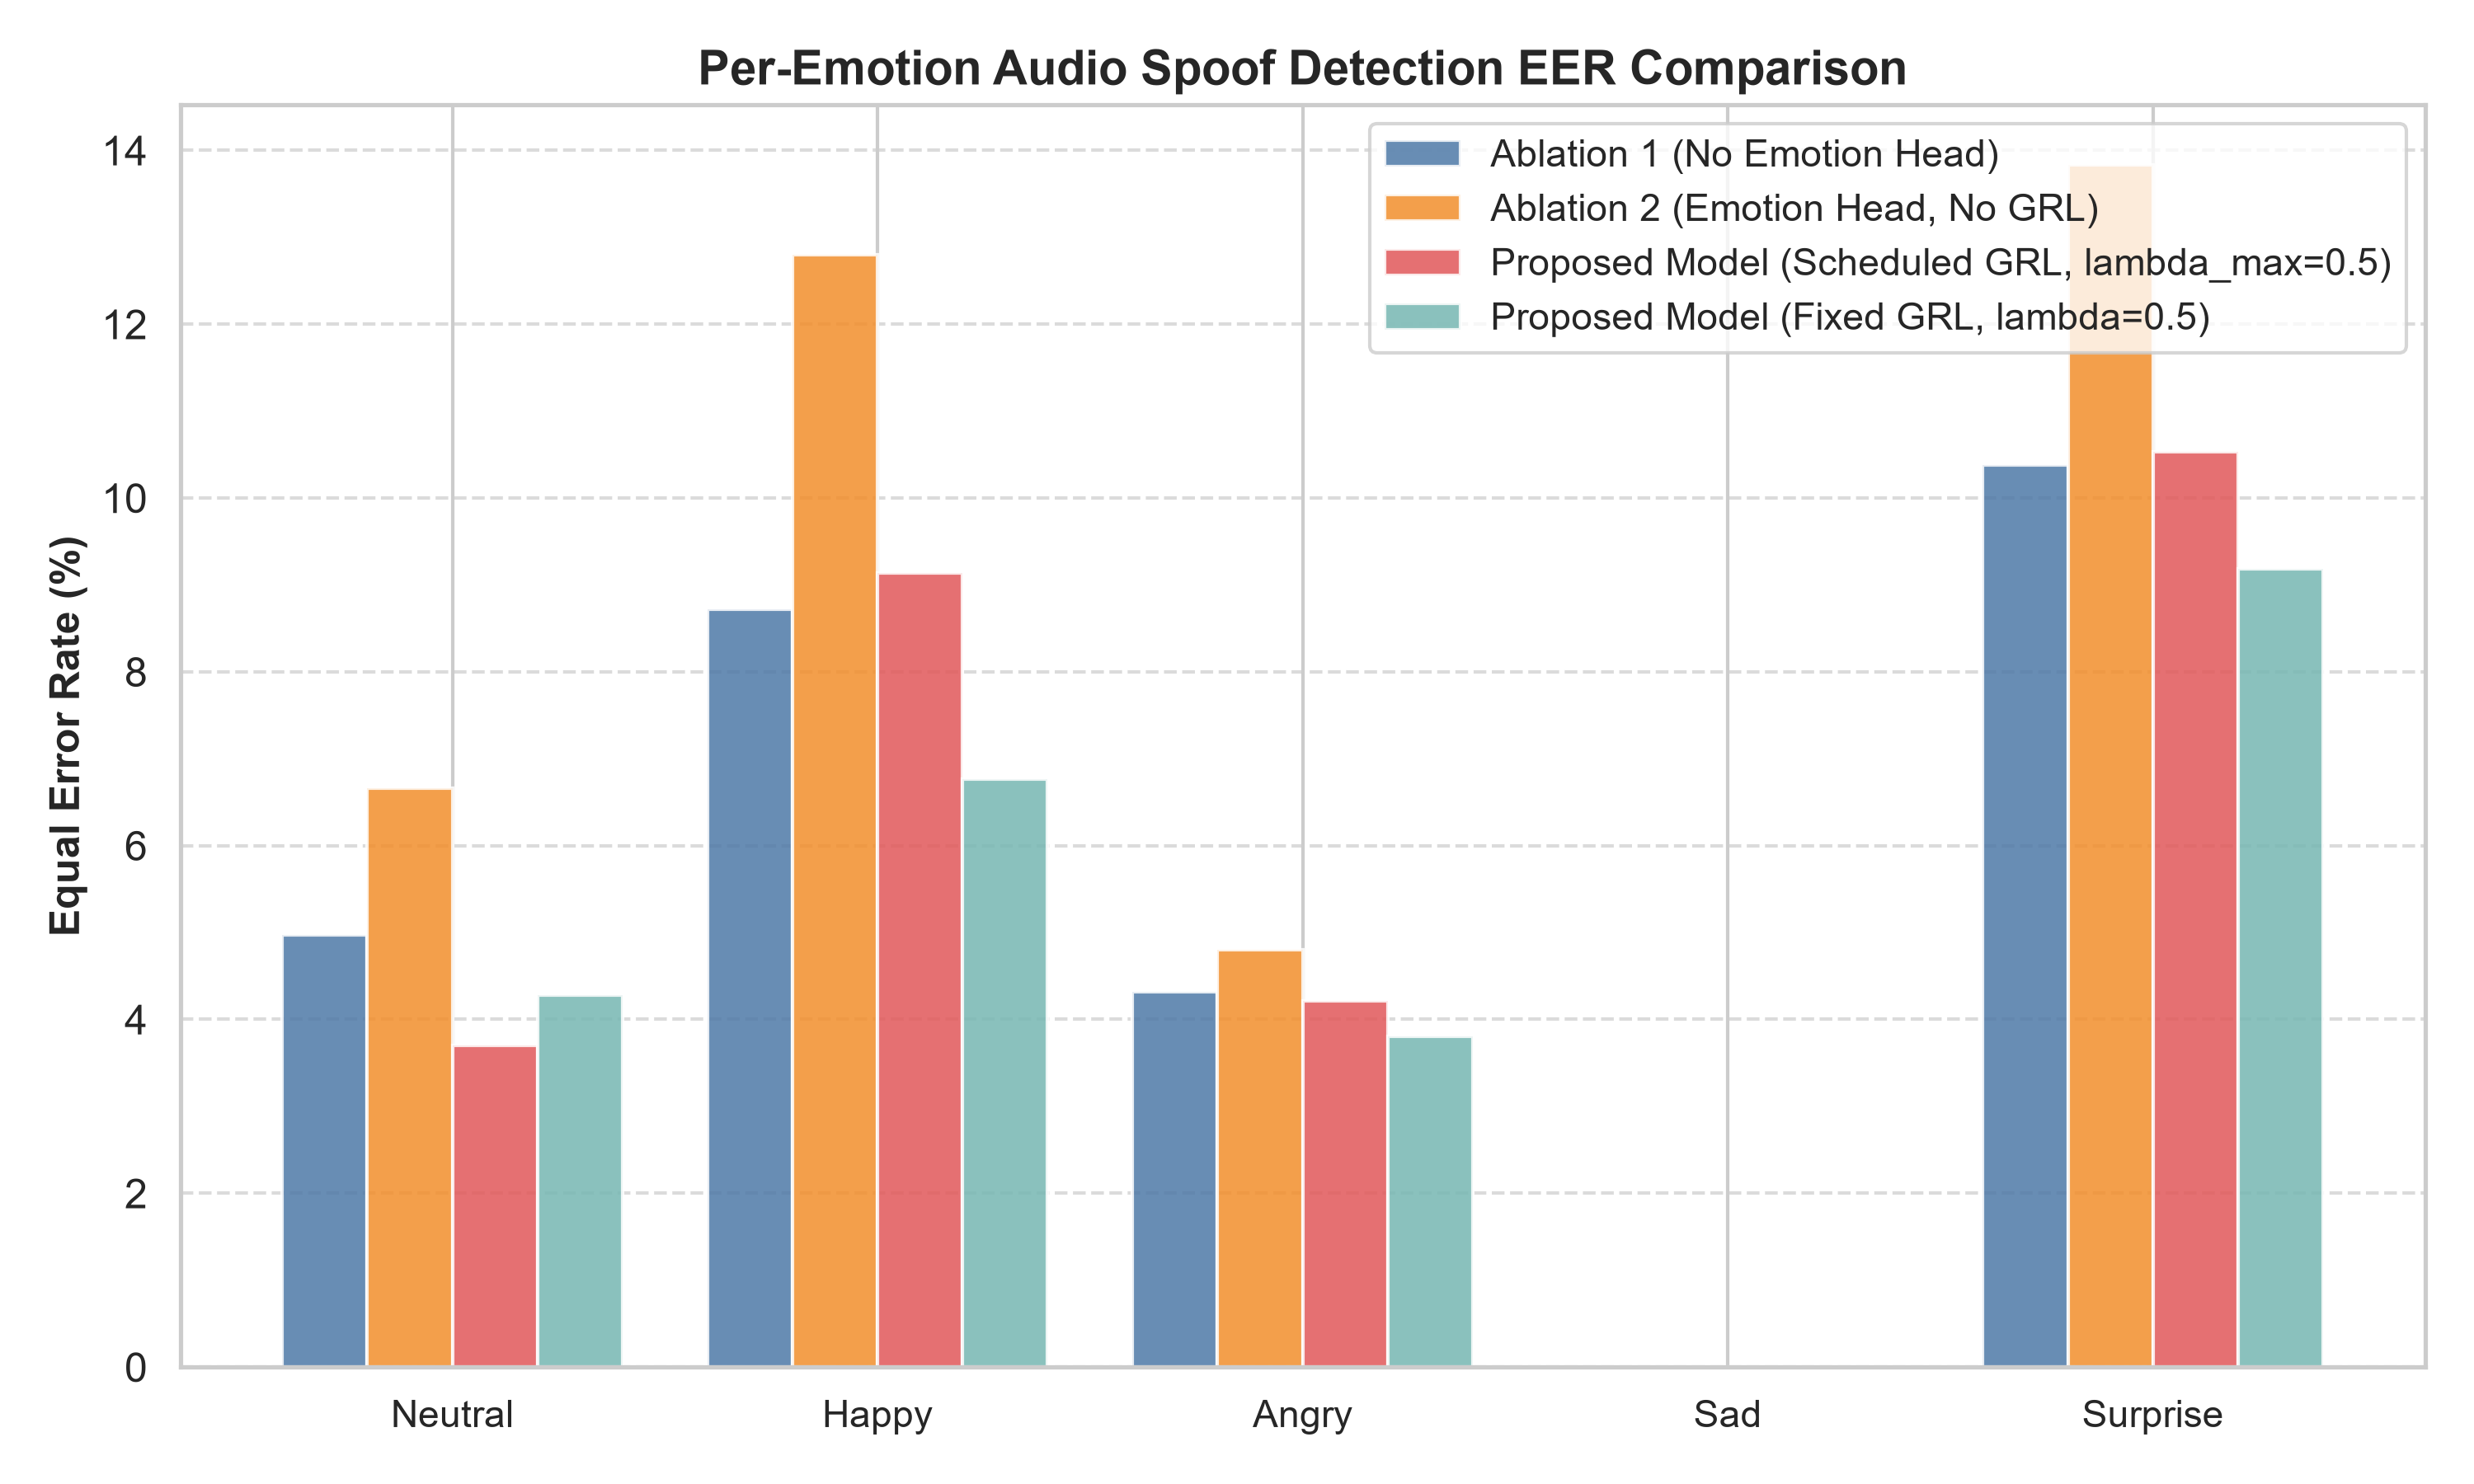 Per-Emotion Audio Spoof Detection EER Comparison
Ablation 1 (No Emotion Head)
Ablation 2 (Emotion Head, No GRL)
Proposed Model (Scheduled GRL, lambda_max=0.5)
Proposed Model (Fixed GRL, lambda=0.5)
Equal Error Rate (%)
14
12
10
8
6
4
2
0
Neutral
Happy
Angry
Sad
Surprise